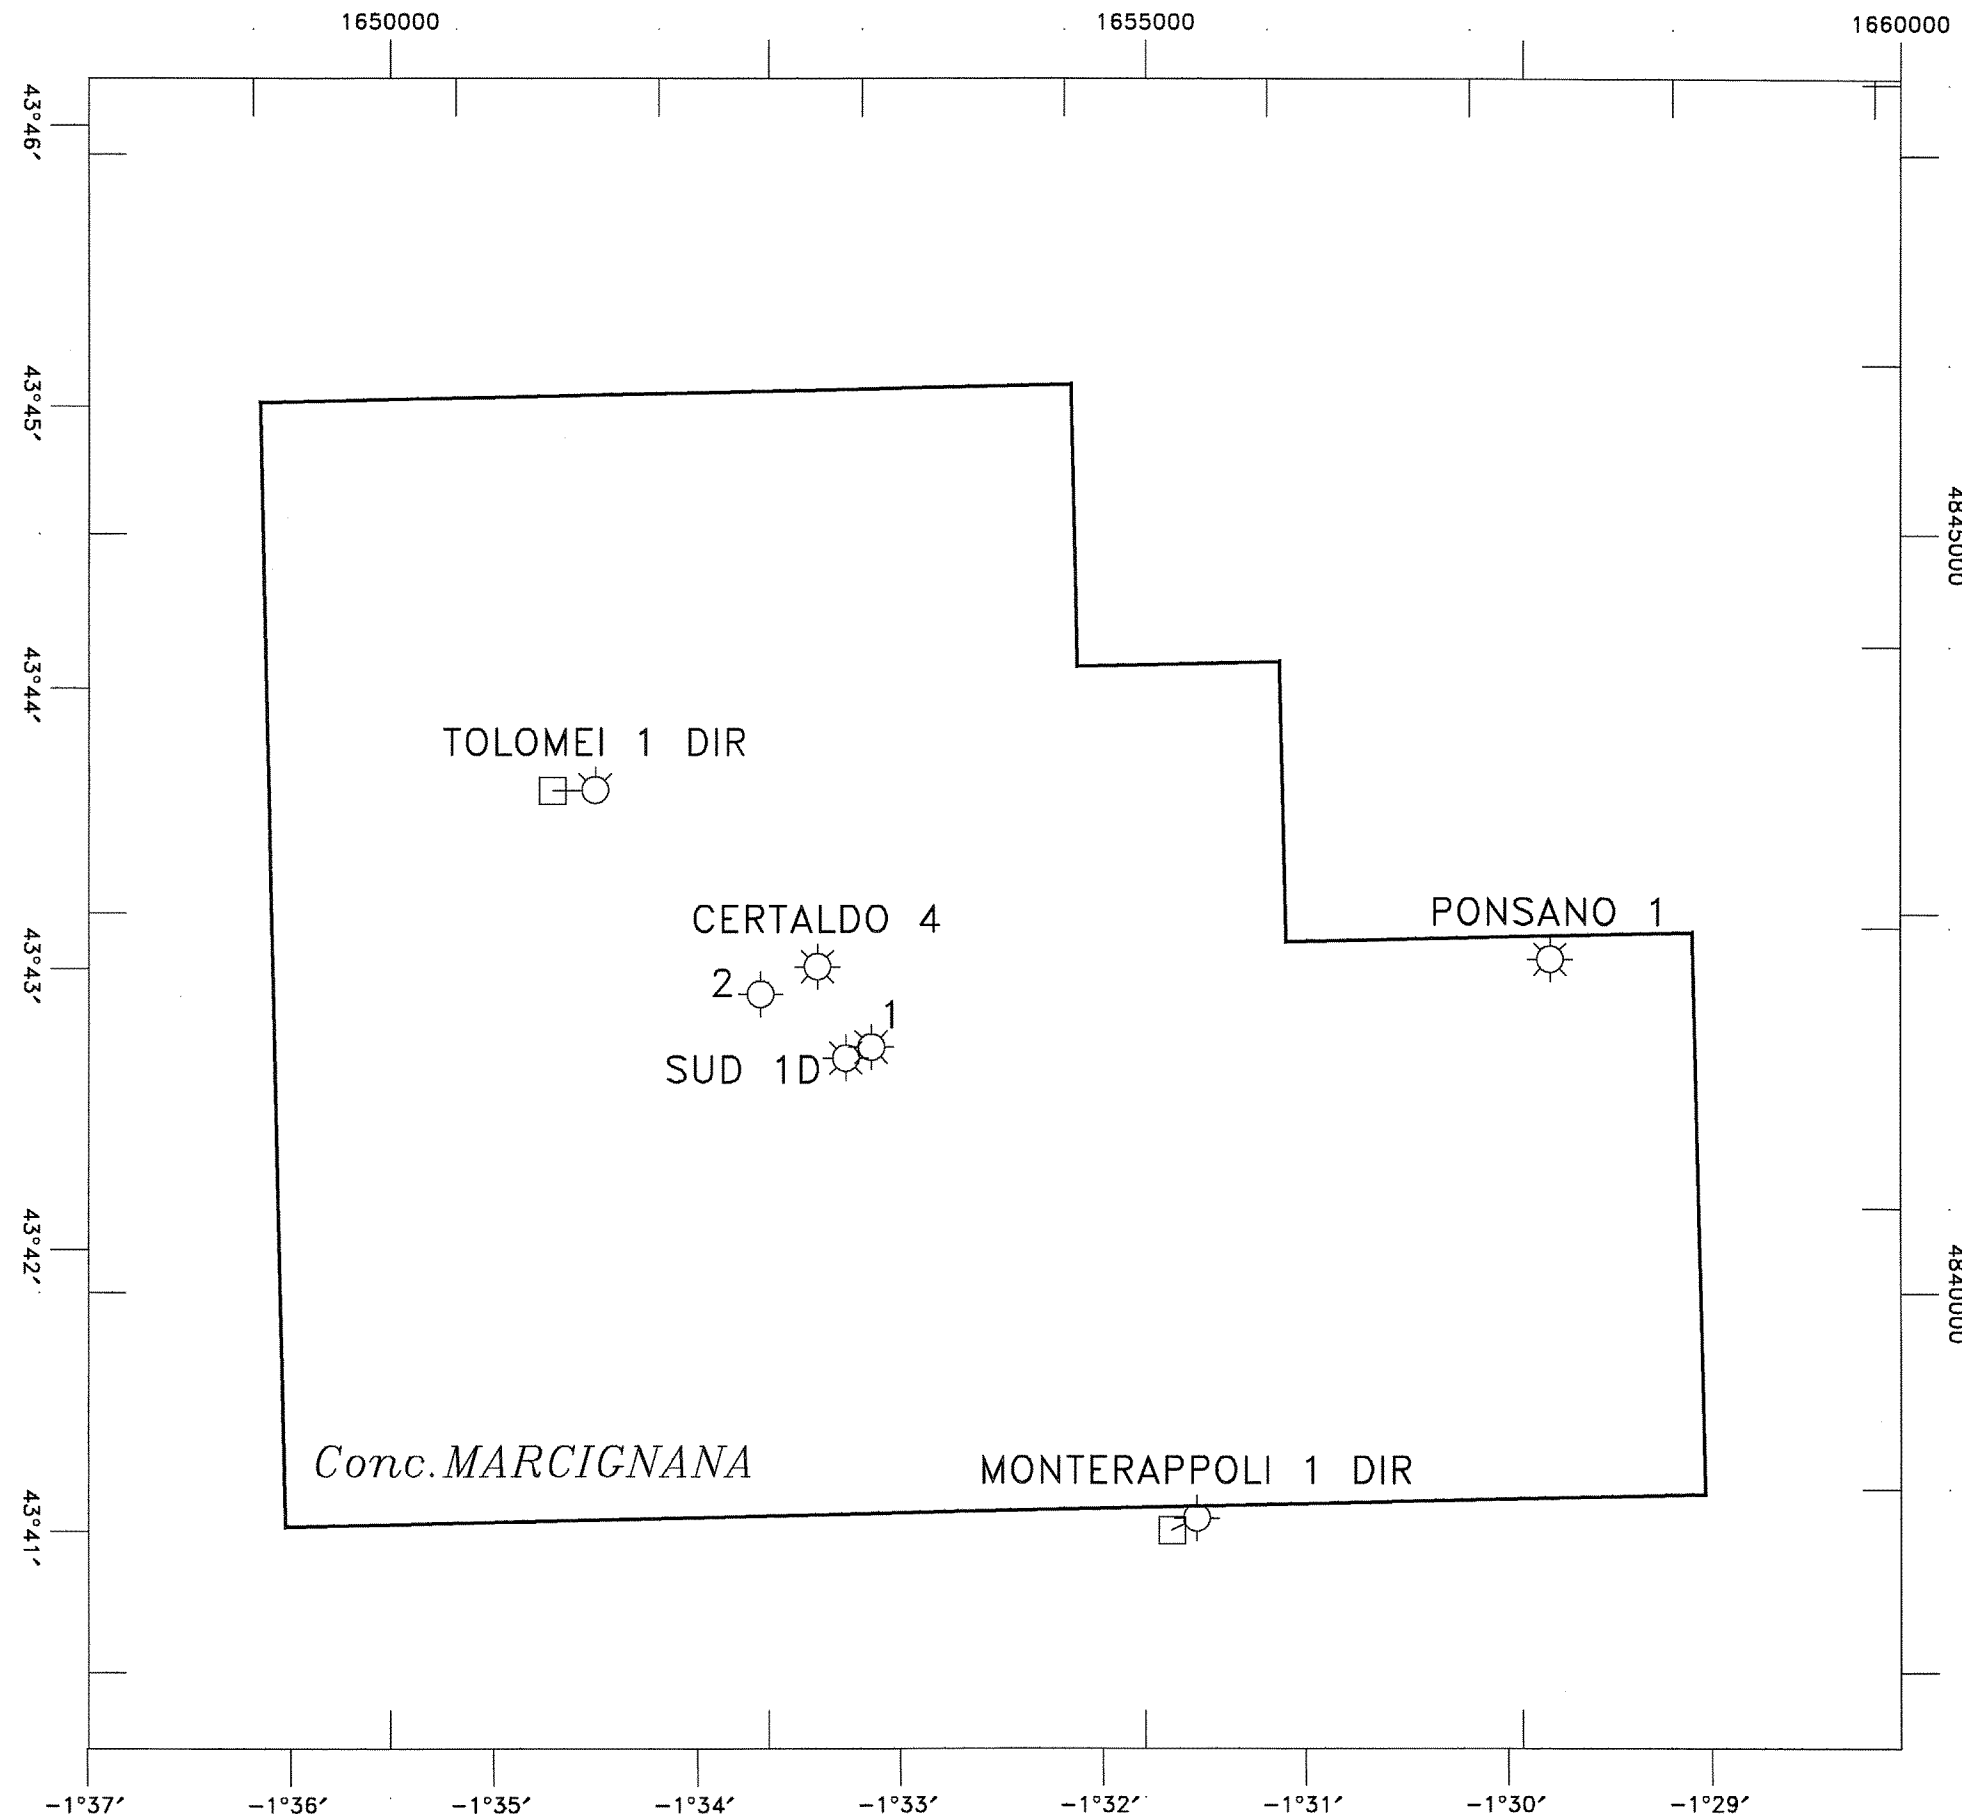 1650000 1655000 1660000
43°46′
43°45′
4845000
43°44′
TOLOMEI 1 DIR
CERTALDO 4
PONSANO 1
43°43′
2
1
SUD 1D
43°42′
4840000
Conc.MARCIGNANA
MONTERAPPOLI 1 DIR
43°41′
-1°37′ -1°36′ -1°35′ -1°34′ -1°33′ -1°32′ -1°31′ -1°30′ -1°29′